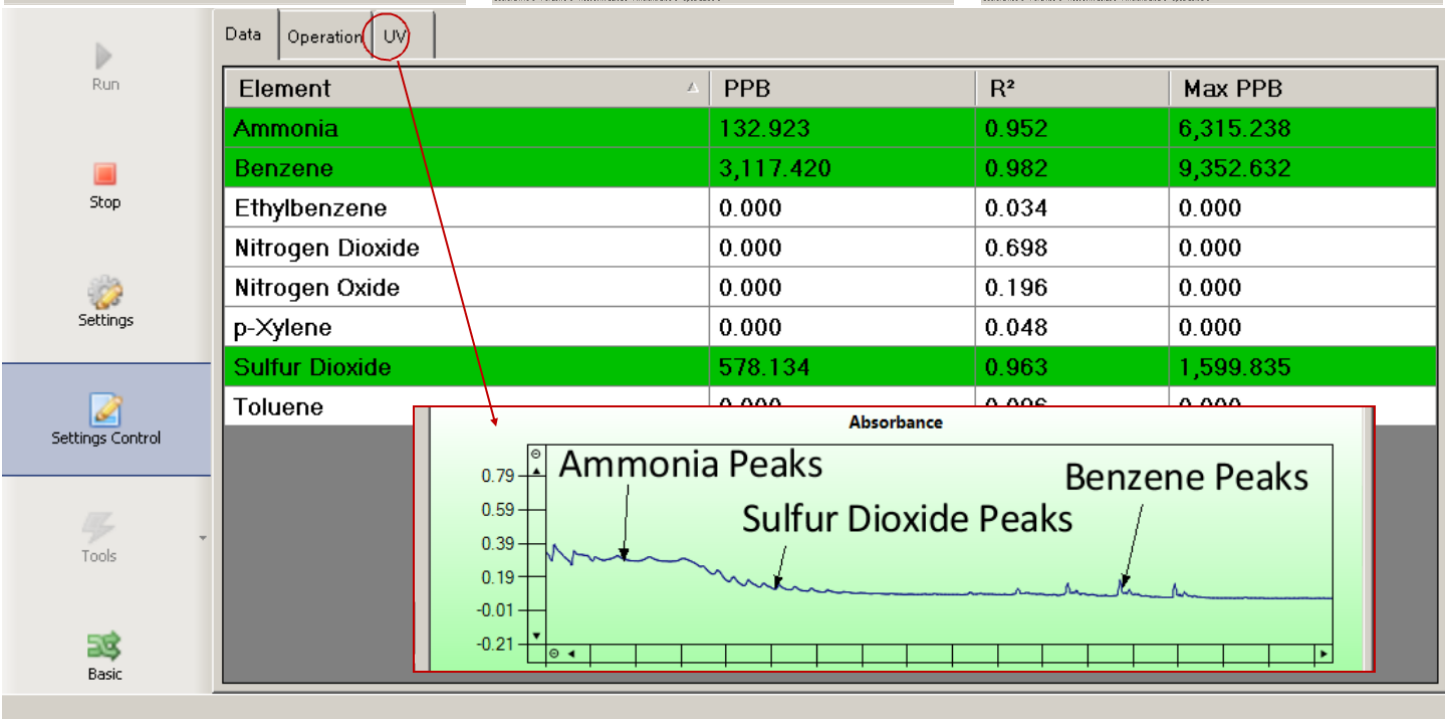 Data Operation UV
Run
Stop
Settings
Settings Control
Tools
Basic
Element PPB R² Max PPB
Ammonia 132.923 0.952 6,315.238
Benzene 3,117.420 0.982 9,352.632
Ethylbenzene 0.000 0.034 0.000
Nitrogen Dioxide 0.000 0.698 0.000
Nitrogen Oxide 0.000 0.196 0.000
p-Xylene 0.000 0.048 0.000
Sulfur Dioxide 578.134 0.963 1,599.835
Toluene
Absorbance
Ammonia Peaks
Benzene Peaks
Sulfur Dioxide Peaks
0.79
0.59
0.39
0.19
-0.01
-0.21